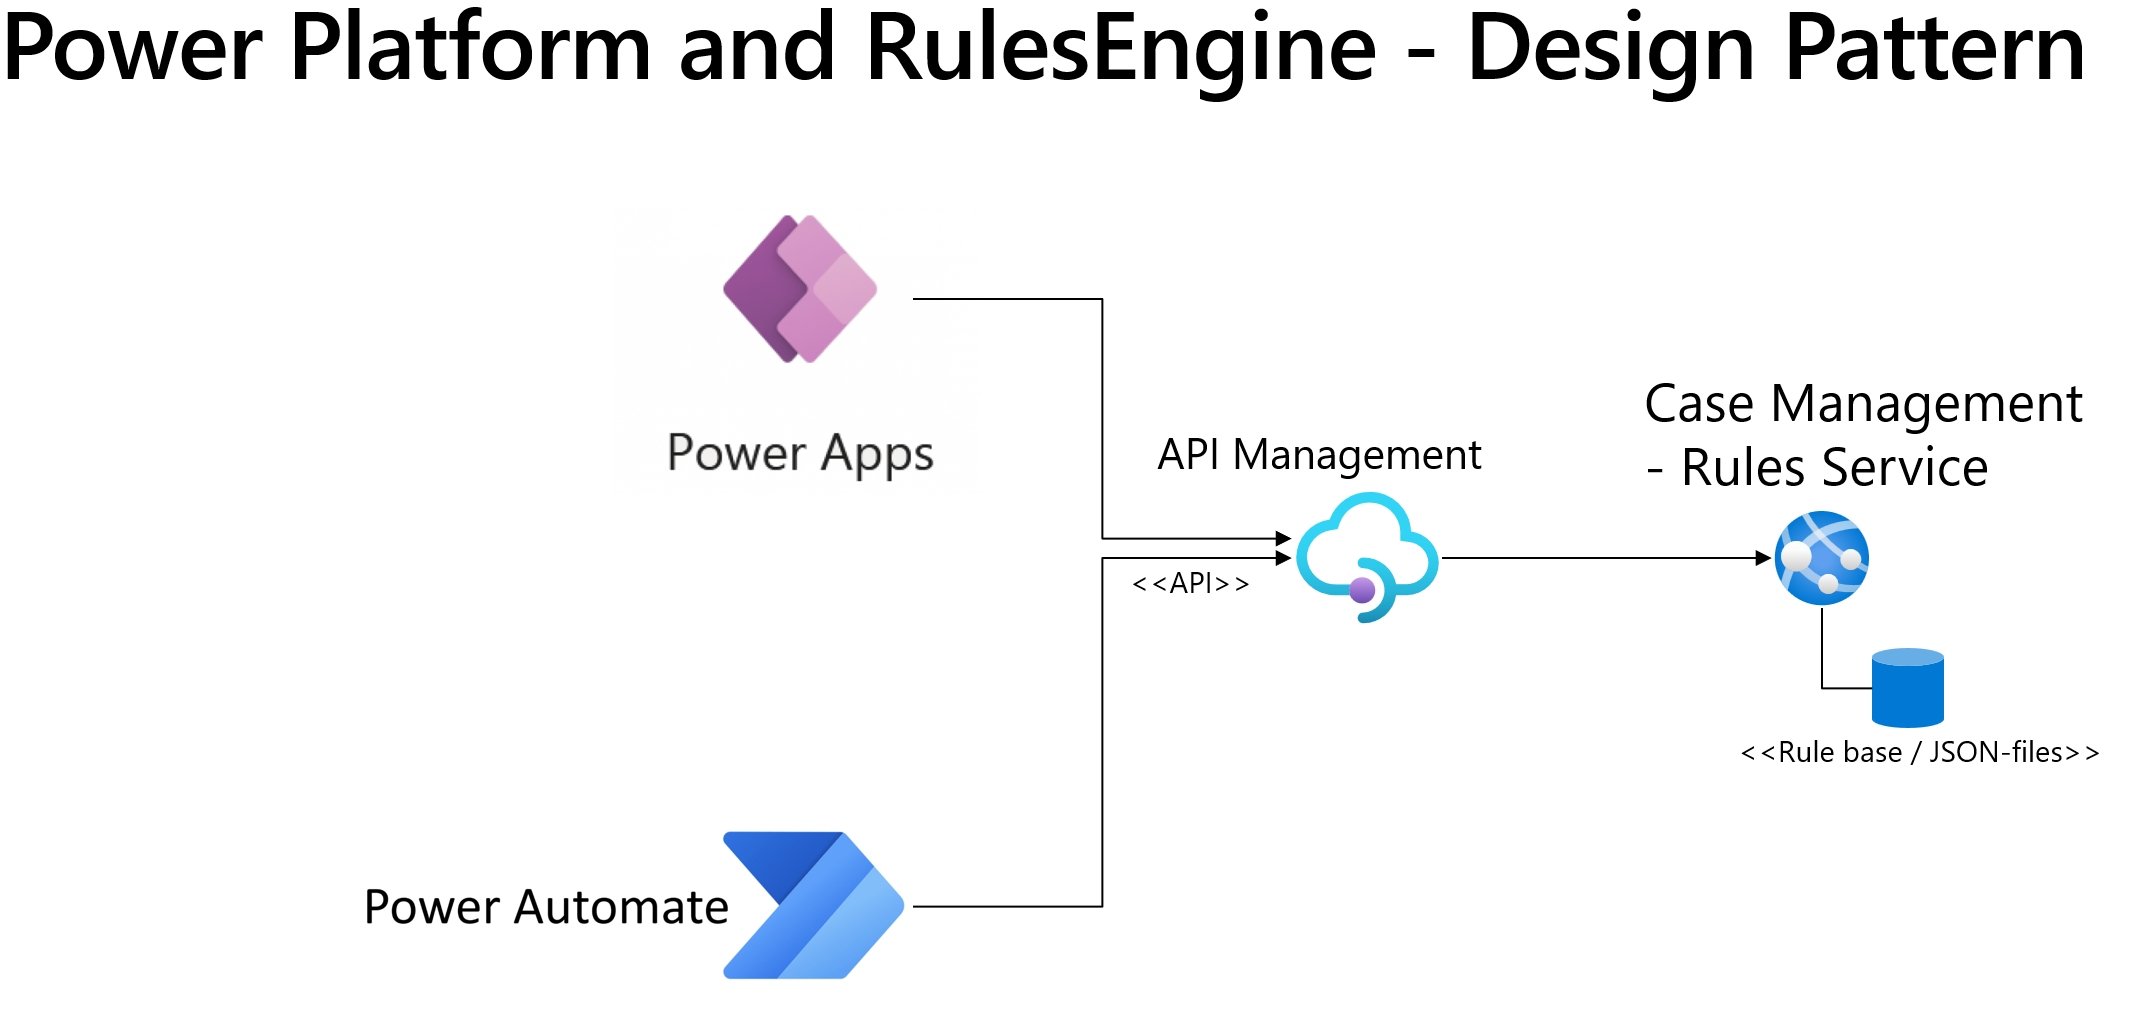 Power Platform and RulesEngine - Design Pattern
Power Apps
API Management
Case Management
- Rules Service
<<API>>
<<Rule base / JSON-files>>
Power Automate